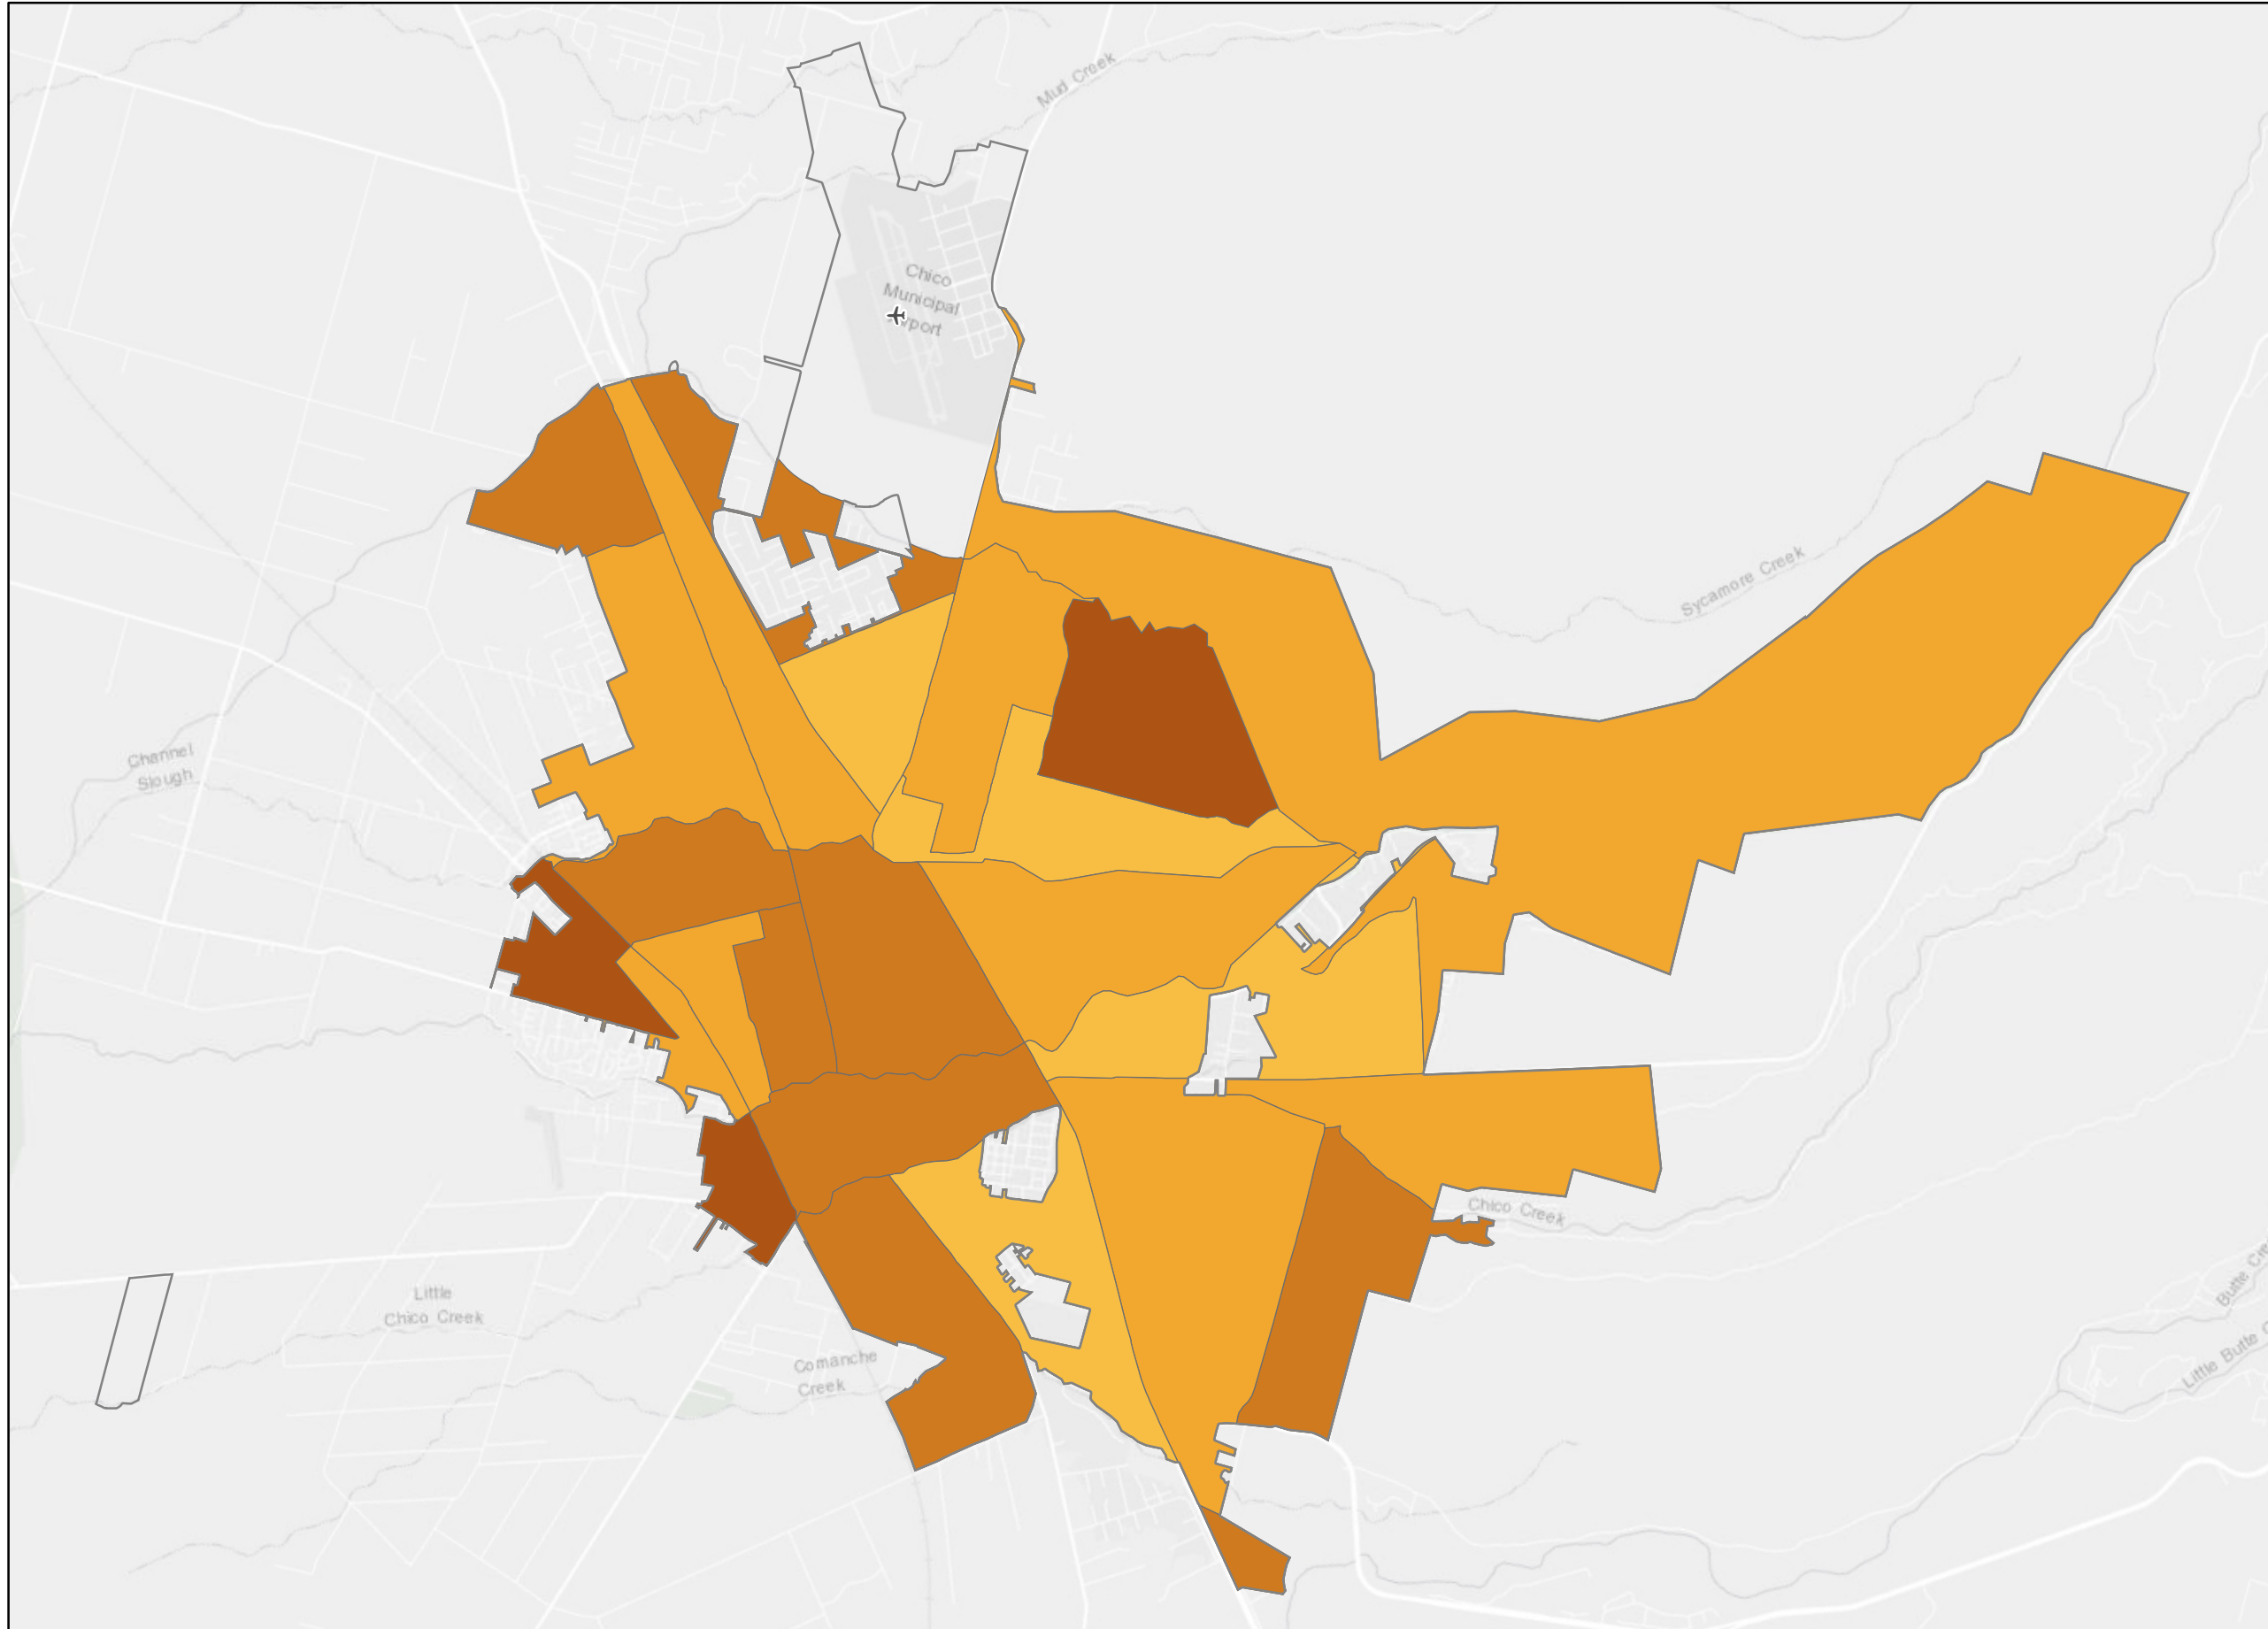 Mud Creek
Chico
Municipal
Sycamore Creek
Channel
Slough
Chico Creek
Little
Chico Creek
Comanche
Creek